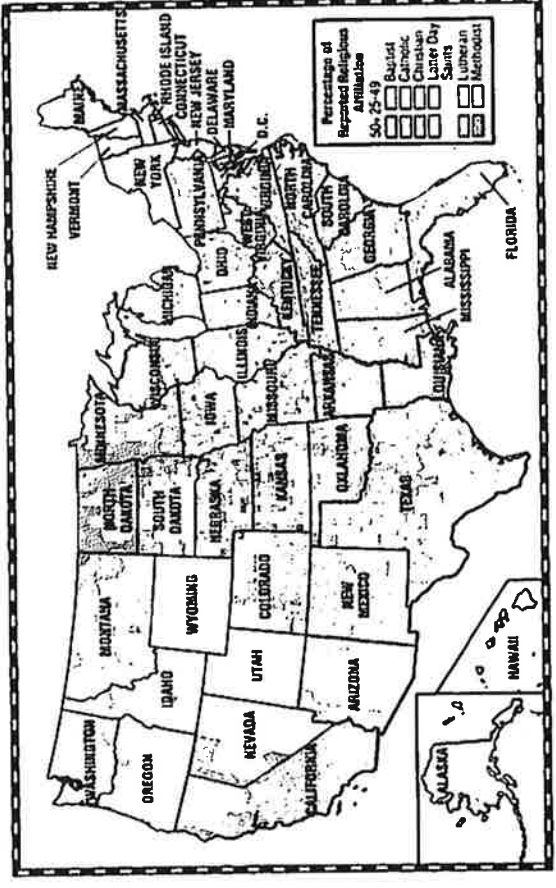 NEW HAMPSHIRE
VERMONT
MAINE
MASSACHUSETTS
RHODE ISLAND
CONNECTICUT
NEW JERSEY
DELAWARE
MARYLAND
D.C.
NEW
YORK
PENNSYLVANIA
WASHINGTON
OREGON
IDAHO
MONTANA
WYOMING
NEVADA
UTAH
CALIFORNIA
ARIZONA
COLORADO
NEW
MEXICO
NORTH
DAKOTA
SOUTH
DAKOTA
NEBRASKA
KANSAS
OKLAHOMA
TEXAS
MINNESOTA
IOWA
MISSOURI
ARKANSAS
LOUISIANA
WISCONSIN
ILLINOIS
MICHIGAN
INDIANA
OHIO
KENTUCKY
TENNESSEE
WEST
VIRGINIA
VIRGINIA
NORTH
CAROLINA
SOUTH
CAROLINA
GEORGIA
ALABAMA
MISSISSIPPI
FLORIDA
ALASKA
HAWAII
Percentage of
Reported Religious
Affiliation
50+ 25-49
Baptist
Catholic
Christian
Latter Day
Saints
Lutheran
Methodist